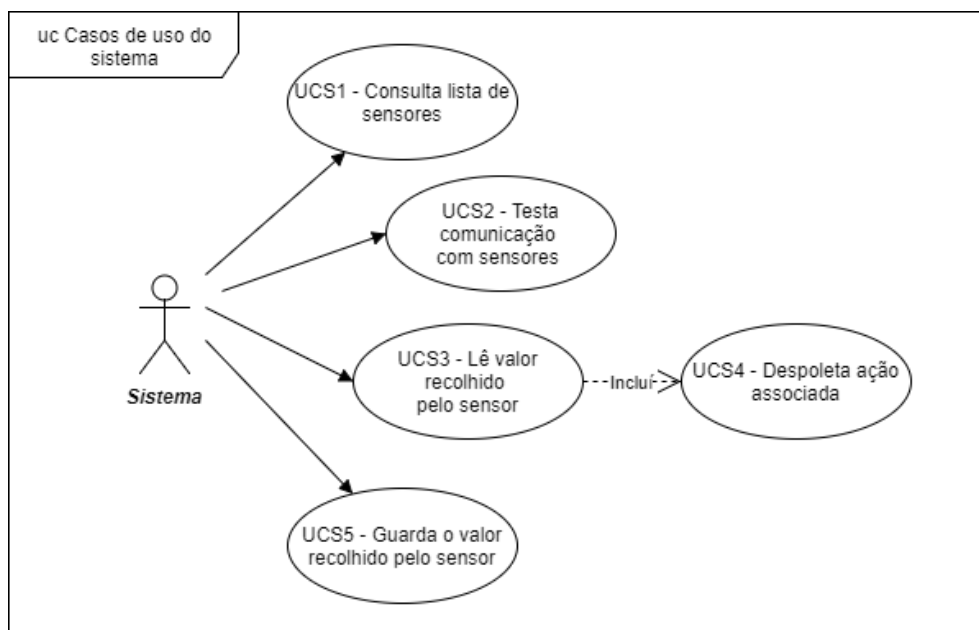 uc Casos de uso do
sistema
UCS1 - Consulta lista de
sensores
UCS2 - Testa
comunicação
com sensores
Sistema
UCS3 - Lê valor
recolhido
pelo sensor
Incluí
UCS4 - Despoleta ação
associada
UCS5 - Guarda o valor
recolhido pelo sensor